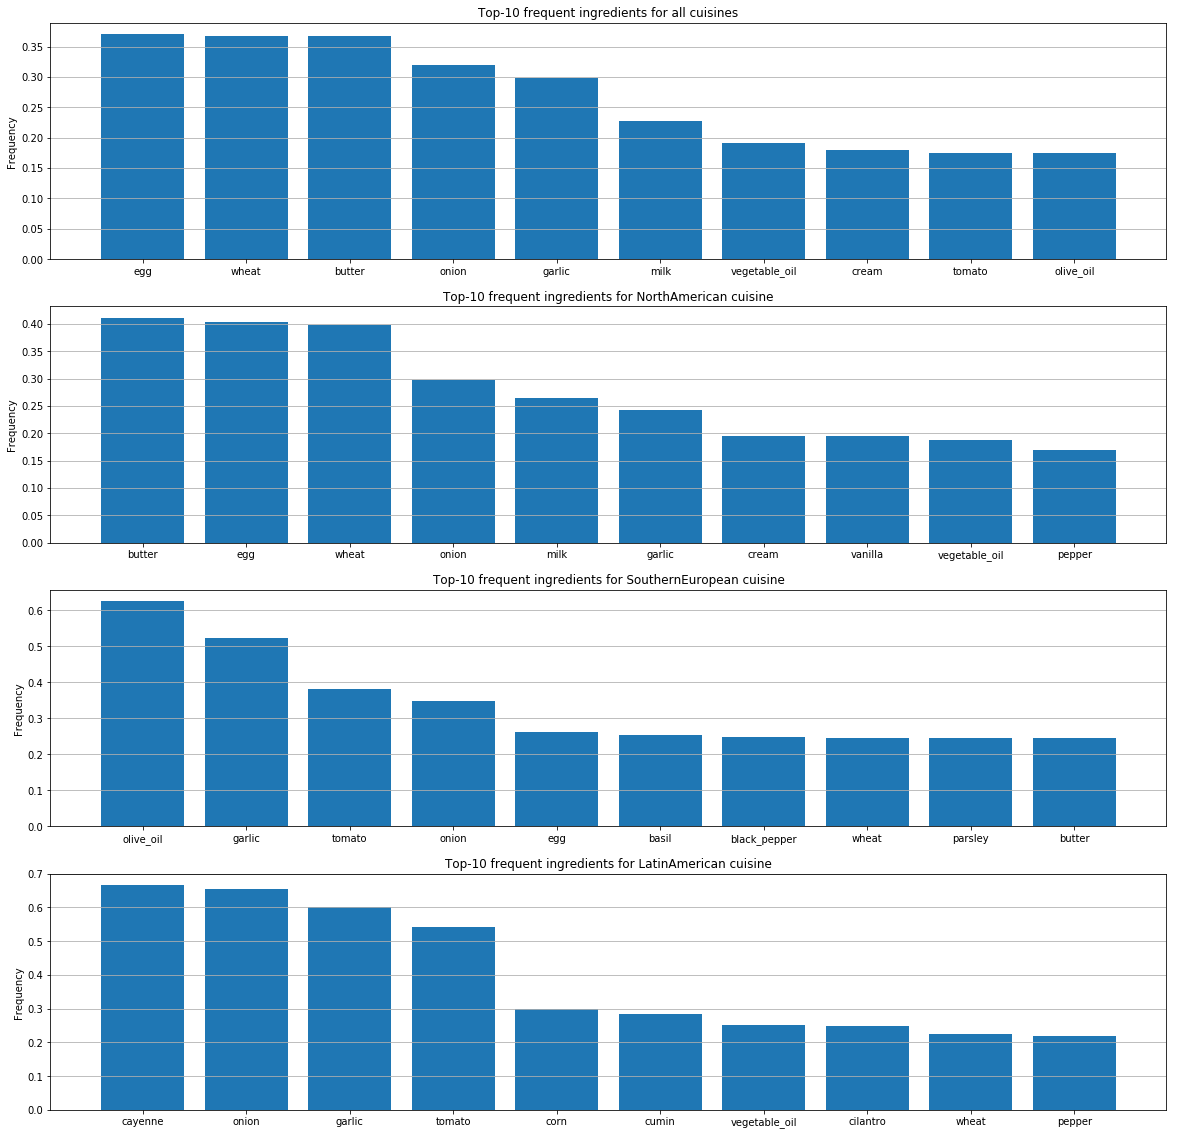 Top-10 frequent ingredients for all cuisines
Frequency
0.35
0.30
0.25
0.20
0.15
0.10
0.05
0.00
egg wheat butter onion garlic milk vegetable_oil cream tomato olive_oil
Top-10 frequent ingredients for NorthAmerican cuisine
Frequency
0.40
0.35
0.30
0.25
0.20
0.15
0.10
0.05
0.00
butter egg wheat onion milk garlic cream vanilla vegetable_oil pepper
Top-10 frequent ingredients for SouthernEuropean cuisine
Frequency
0.6
0.5
0.4
0.3
0.2
0.1
0.0
olive_oil garlic tomato onion egg basil black_pepper wheat parsley butter
Top-10 frequent ingredients for LatinAmerican cuisine
Frequency
0.7
0.6
0.5
0.4
0.3
0.2
0.1
0.0
cayenne onion garlic tomato corn cumin vegetable_oil cilantro wheat pepper